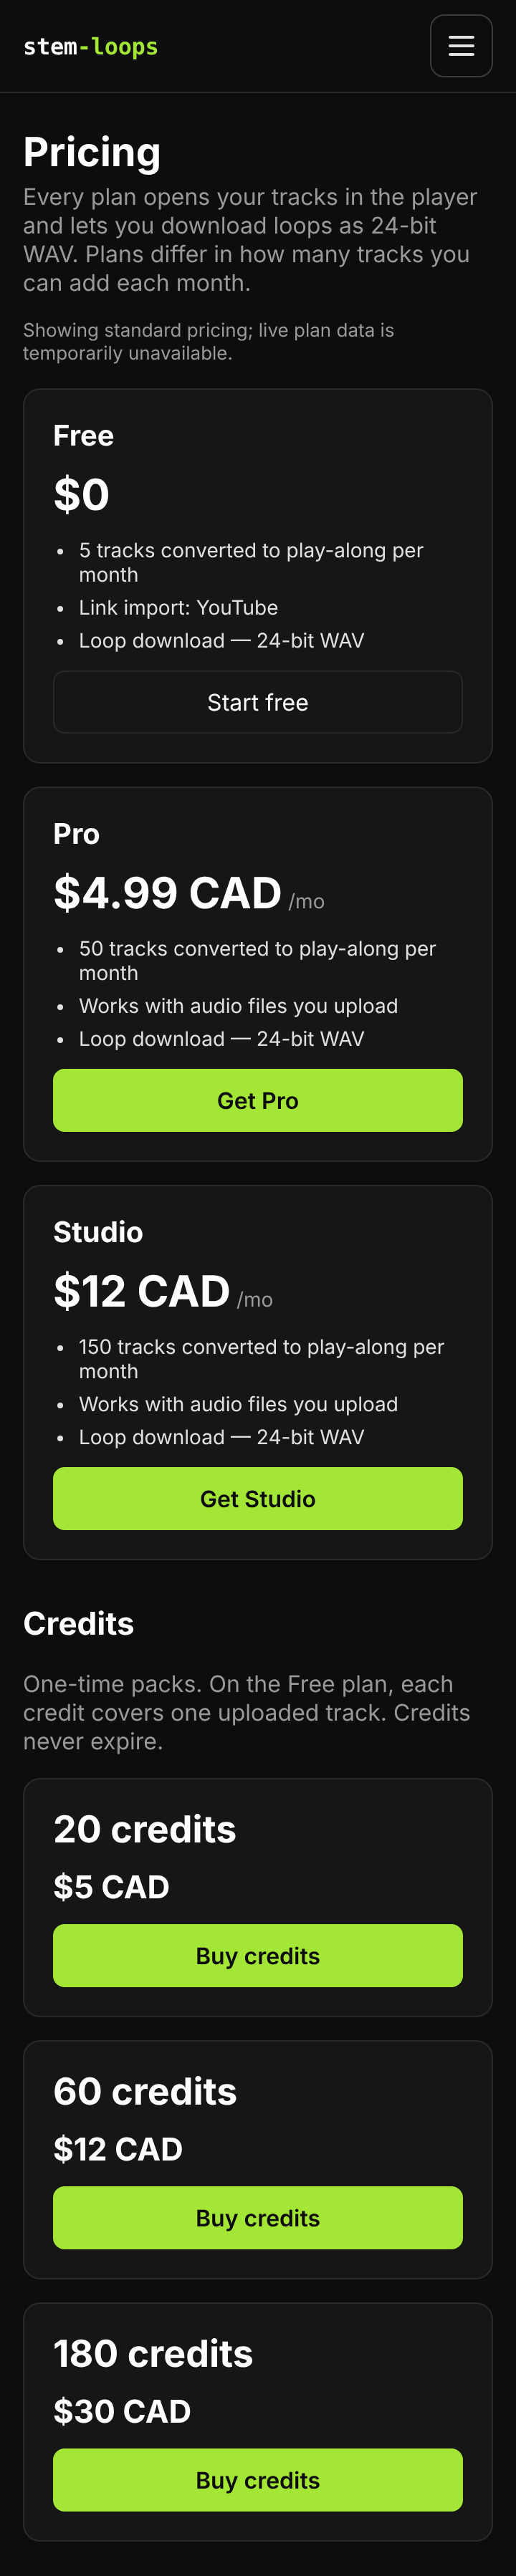 stem-loops
Pricing
Every plan opens your tracks in the player
and lets you download loops as 24-bit
WAV. Plans differ in how many tracks you
can add each month.
Showing standard pricing; live plan data is
temporarily unavailable.
Free
$0
• 5 tracks converted to play-along per
month
• Link import: YouTube
• Loop download — 24-bit WAV
Start free
Pro
$4.99 CAD /mo
• 50 tracks converted to play-along per
month
• Works with audio files you upload
• Loop download — 24-bit WAV
Get Pro
Studio
$12 CAD /mo
• 150 tracks converted to play-along per
month
• Works with audio files you upload
• Loop download — 24-bit WAV
Get Studio
Credits
One-time packs. On the Free plan, each
credit covers one uploaded track. Credits
never expire.
20 credits
$5 CAD
Buy credits
60 credits
$12 CAD
Buy credits
180 credits
$30 CAD
Buy credits